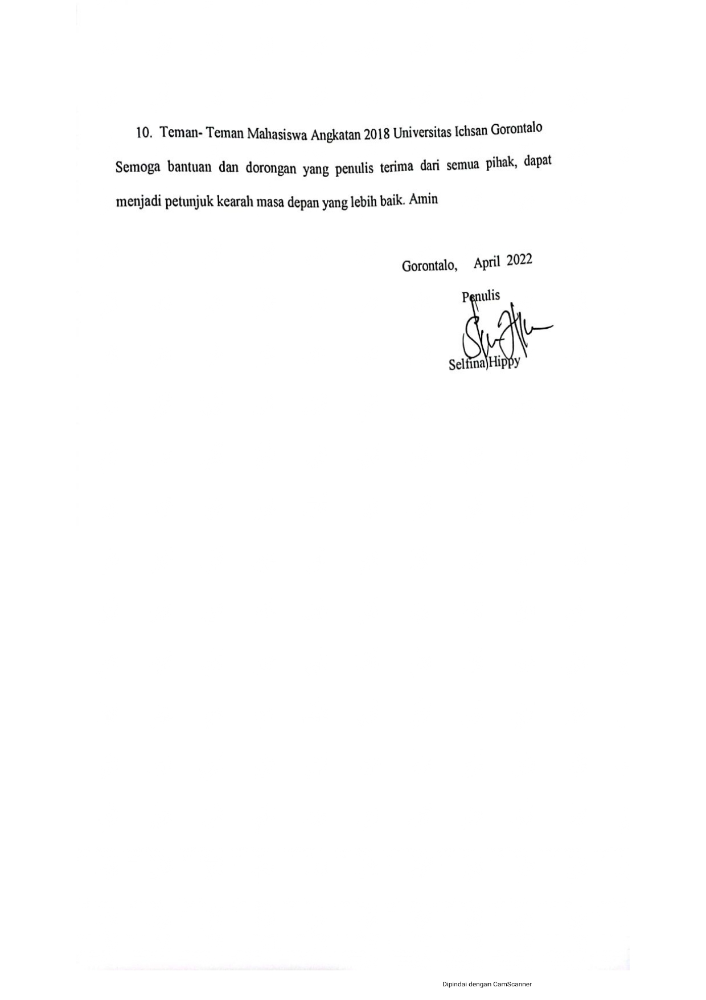 10. Teman- Teman Mahasiswa Angkatan 2018 Universitas Ichsan Gorontalo
Semoga bantuan dan dorongan yang penulis terima dari semua pihak, dapat
menjadi petunjuk kearah masa depan yang lebih baik. Amin
Gorontalo, April 2022
Penulis
Selfina Hippy
Dipindai dengan CamScanner